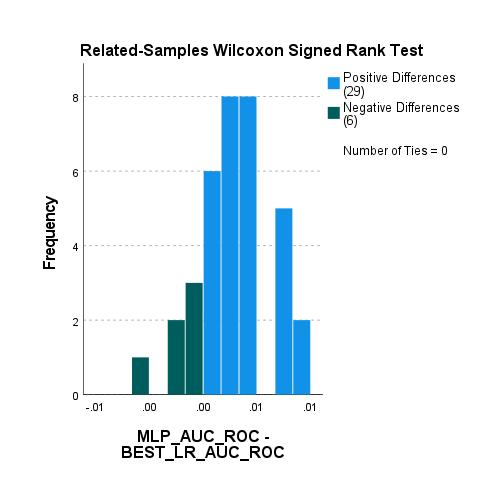 Related-Samples Wilcoxon Signed Rank Test
Positive Differences
(29)
Negative Differences
(6)
Number of Ties = 0
Frequency
8
6
4
2
0
-.01 .00 .00 .01 .01
MLP_AUC_ROC -
BEST_LR_AUC_ROC